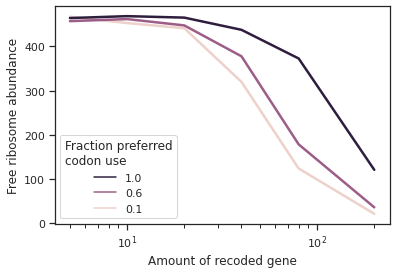 Free ribosome abundance
400
300
200
100
0
Fraction preferred
codon use
1.0
0.6
0.1
10¹
10²
Amount of recoded gene